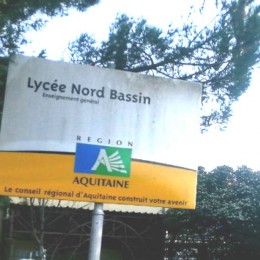 Lycée Nord Bassin
Enseignement général
REGION
AQUITAINE
Le conseil régional d'Aquitaine construit votre avenir